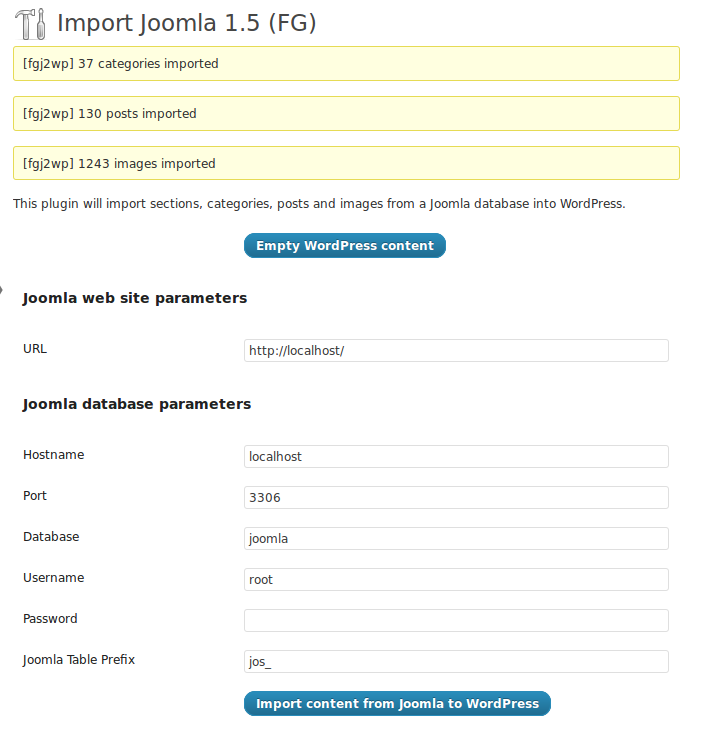 Import Joomla 1.5 (FG)
[fgj2wp] 37 categories imported
[fgj2wp] 130 posts imported
[fgj2wp] 1243 images imported
This plugin will import sections, categories, posts and images from a Joomla database into WordPress.
Empty WordPress content
Joomla web site parameters
URL http://localhost/
Joomla database parameters
Hostname localhost
Port 3306
Database joomla
Username root
Password
Joomla Table Prefix jos_
Import content from Joomla to WordPress